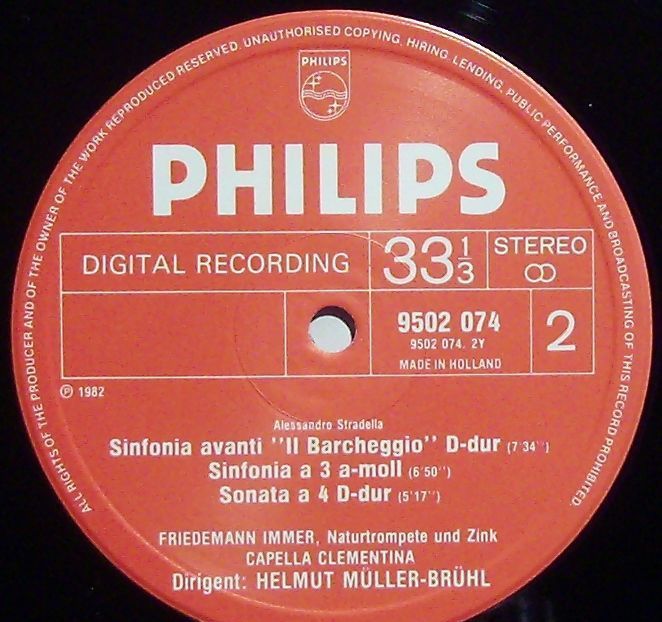 ALL RIGHTS OF THE PRODUCER AND OF THE OWNER OF THE WORK REPRODUCED RESERVED. UNAUTHORISED COPYING, HIRING, LENDING, PUBLIC PERFORMANCE AND BROADCASTING OF THIS RECORD PROHIBITED.
PHILIPS
PHILIPS
DIGITAL RECORDING
33 1/3
STEREO
9502 074
9502 074. 2Y
MADE IN HOLLAND
2
℗ 1982
Alessandro Stradella
Sinfonia avanti ''Il Barcheggio'' D-dur (7'34'')
Sinfonia a 3 a-moll (6'50'')
Sonata a 4 D-dur (5'17'')
FRIEDEMANN IMMER, Naturtrompete und Zink
CAPELLA CLEMENTINA
Dirigent: HELMUT MÜLLER-BRÜHL